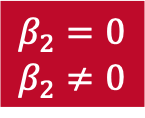 β₂ = 0
β₂ ≠ 0